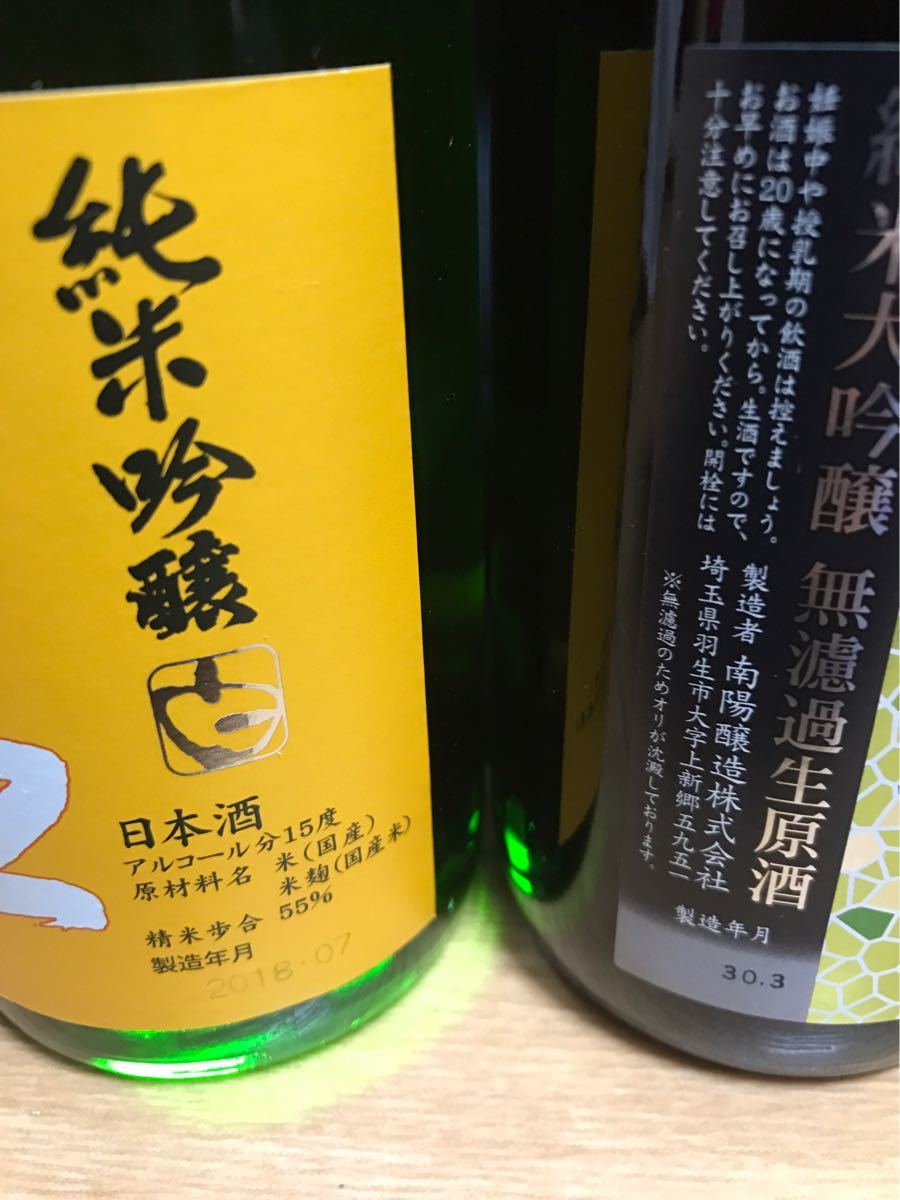 純米吟醸
日本酒
アルコール分15度
原材料名 米(国産)
米麹(国産米)
精米歩合 55%
製造年月
2018.07
純米大吟醸 無濾過生原酒
妊娠中や授乳期の飲酒は控えましょう。
お酒は20歳になってから。生酒ですので、
お早めにお召し上がりください。開栓には
十分注意してください。
製造者 南陽醸造株式会社
埼玉県羽生市大字上新郷五九五一
※無濾過のためオリが沈澱しております。
製造年月
30.3